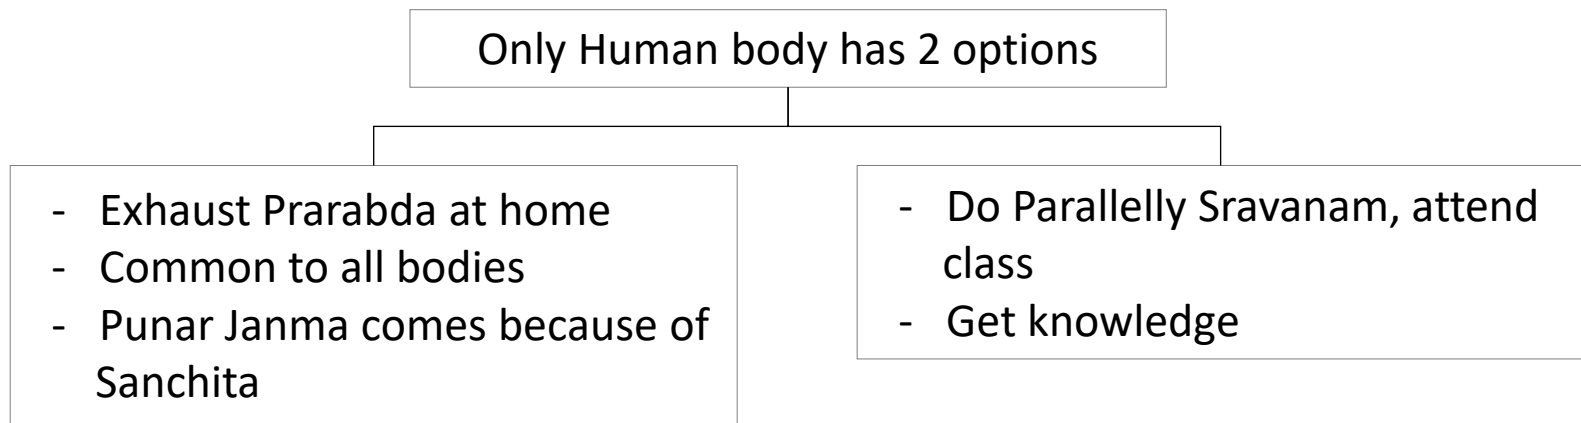 Only Human body has 2 options
- Exhaust Prarabda at home
- Common to all bodies
- Punar Janma comes because of
Sanchita
- Do Parallelly Sravanam, attend
class
- Get knowledge